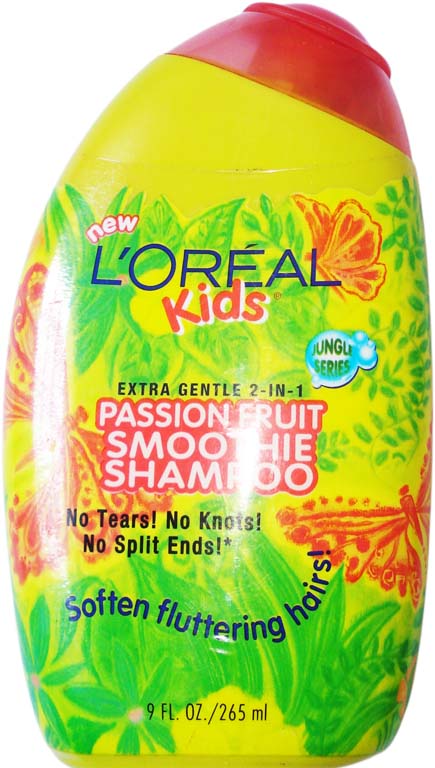 new
L'ORÉAL
Kids®
JUNGLE
SERIES
EXTRA GENTLE 2-IN-1
PASSION FRUIT
SMOOTHIE
SHAMPOO
No Tears! No Knots!
No Split Ends!*
Soften fluttering hairs!
9 FL. OZ./265 ml